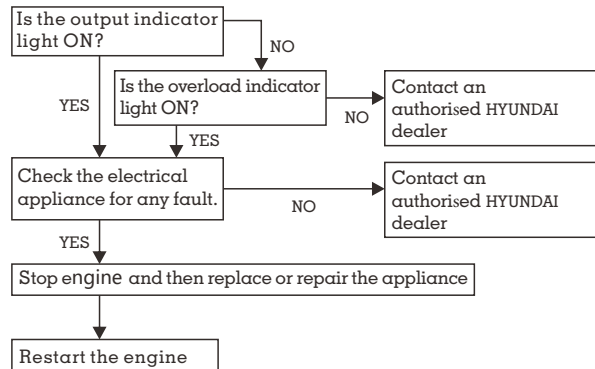 Is the output indicator
light ON?
NO
Is the overload indicator
light ON?
YES
NO
Contact an
authorised HYUNDAI
dealer
YES
Check the electrical
appliance for any fault.
NO
Contact an
authorised HYUNDAI
dealer
YES
Stop engine and then replace or repair the appliance
Restart the engine